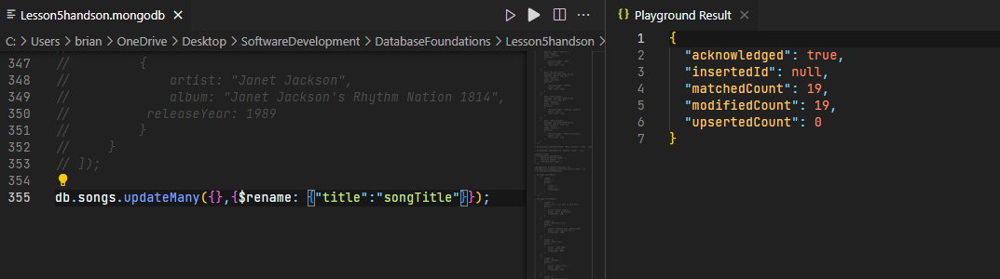 Lesson5handson.mongodb
C: > Users > brian > OneDrive > Desktop > SoftwareDevelopment > DatabaseFoundations > Lesson5handson >
347 // {
348 // artist: "Janet Jackson",
349 // album: "Janet Jackson's Rhythm Nation 1814",
350 // releaseYear: 1989
351 // }
352 // }
353 // ]);
354
355 db.songs.updateMany({},{$rename: {"title":"songTitle"}});
Playground Result
1 {
2 "acknowledged": true,
3 "insertedId": null,
4 "matchedCount": 19,
5 "modifiedCount": 19,
6 "upsertedCount": 0
7 }